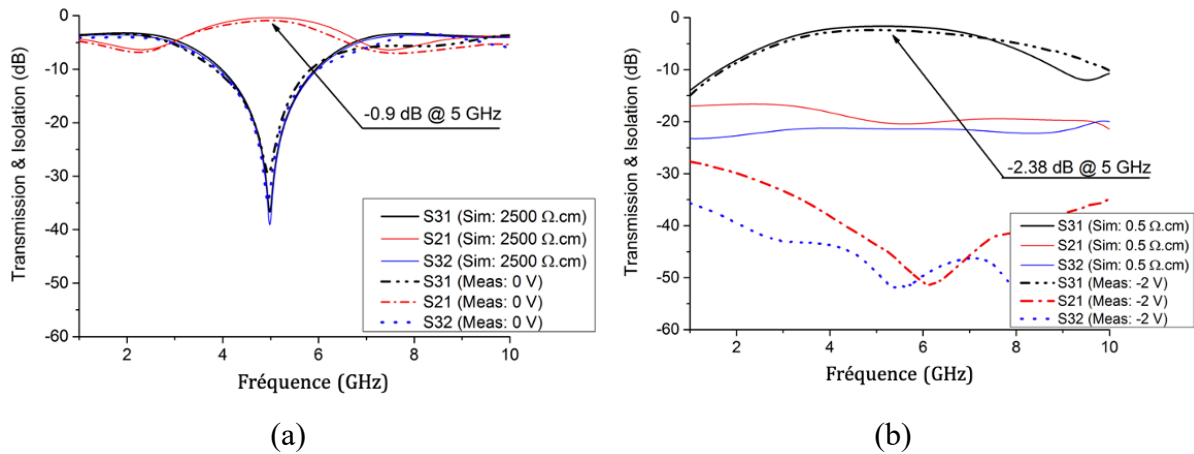 0
-10
-20
-30
-40
-50
-60
Transmission & Isolation (dB)
-0.9 dB @ 5 GHz
S31 (Sim: 2500 Ω.cm)
S21 (Sim: 2500 Ω.cm)
S32 (Sim: 2500 Ω.cm)
S31 (Meas: 0 V)
S21 (Meas: 0 V)
S32 (Meas: 0 V)
2 4 6 8 10
Fréquence (GHz)
(a)
0
-10
-20
-30
-40
-50
-60
Transmission & Isolation (dB)
-2.38 dB @ 5 GHz
S31 (Sim: 0.5 Ω.cm)
S21 (Sim: 0.5 Ω.cm)
S32 (Sim: 0.5 Ω.cm)
S31 (Meas: -2 V)
S21 (Meas: -2 V)
S32 (Meas: -2 V)
2 4 6 8 10
Fréquence (GHz)
(b)